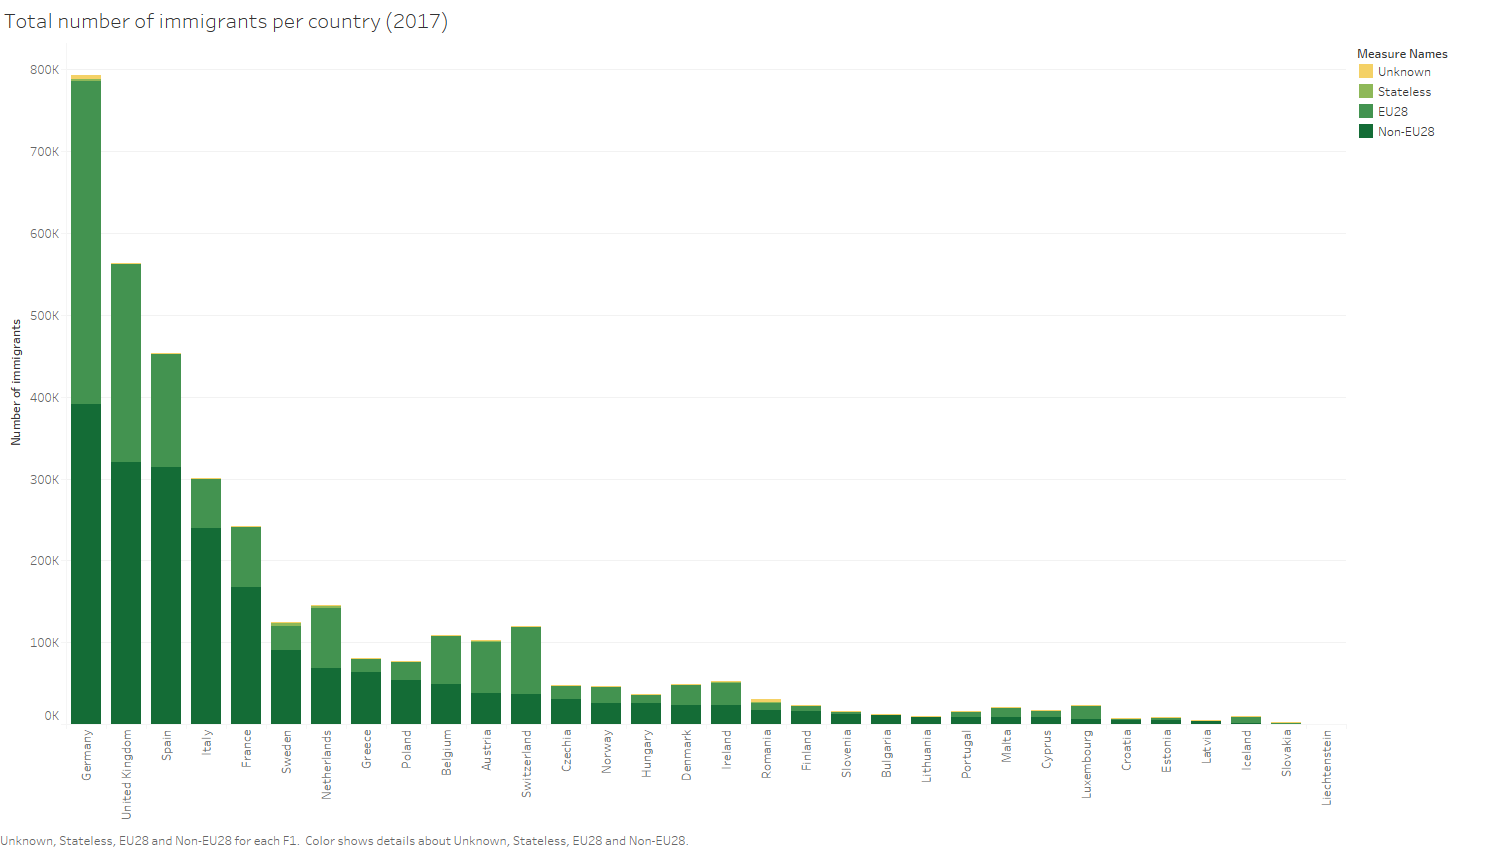 Total number of immigrants per country (2017)
Measure Names
Unknown
Stateless
EU28
Non-EU28
Number of immigrants
800K
700K
600K
500K
400K
300K
200K
100K
0K
Germany
United Kingdom
Spain
Italy
France
Sweden
Netherlands
Greece
Poland
Belgium
Austria
Switzerland
Czechia
Norway
Hungary
Denmark
Ireland
Romania
Finland
Slovenia
Bulgaria
Lithuania
Portugal
Malta
Cyprus
Luxembourg
Croatia
Estonia
Latvia
Iceland
Slovakia
Liechtenstein
Unknown, Stateless, EU28 and Non-EU28 for each F1. Color shows details about Unknown, Stateless, EU28 and Non-EU28.